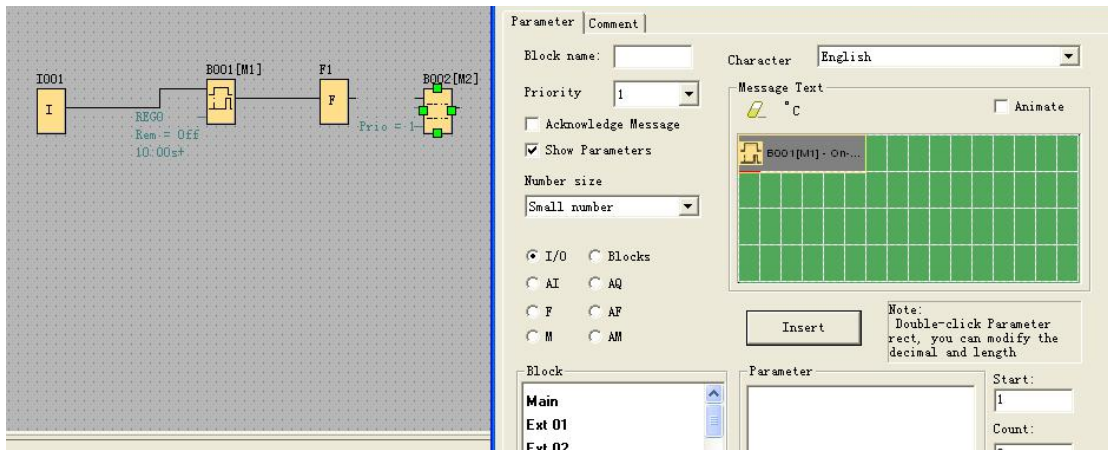 I001
I
B001[M1]
REG0
Rem = Off
10:00s+
F1
F
B002[M2]
Prio = 1
Parameter
Comment
Block name:
Character
English
Priority
1
Message Text
°C
Animate
Acknowledge Message
Show Parameters
B001[M1] - On-...
Number size
Small number
I/O
Blocks
AI
AQ
F
AF
M
AM
Insert
Note:
Double-click Parameter
rect, you can modify the
decimal and length
Block
Main
Ext 01
Ext 02
Parameter
Start:
1
Count: